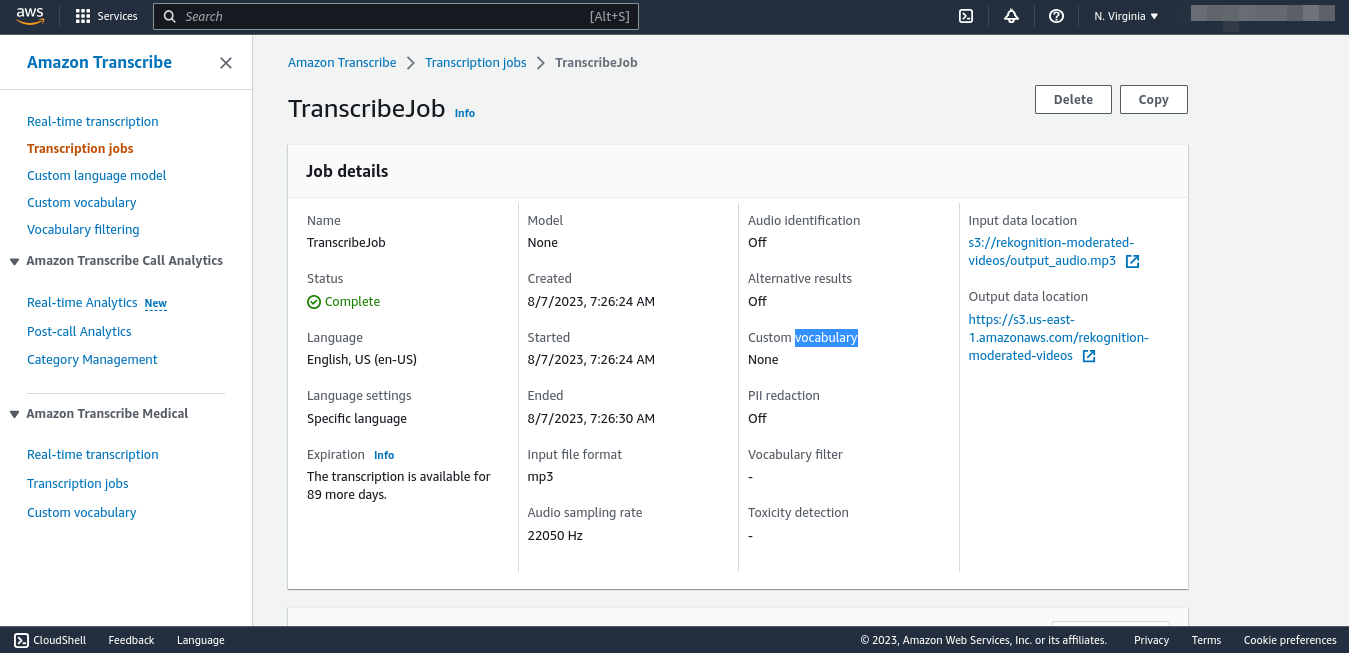 aws
Services
Search
[Alt+S]
N. Virginia
Amazon Transcribe
Real-time transcription
Transcription jobs
Custom language model
Custom vocabulary
Vocabulary filtering
Amazon Transcribe Call Analytics
Real-time Analytics New
Post-call Analytics
Category Management
Amazon Transcribe Medical
Real-time transcription
Transcription jobs
Custom vocabulary
Amazon Transcribe > Transcription jobs > TranscribeJob
TranscribeJob Info
Delete
Copy
Job details
Name
TranscribeJob
Status
Complete
Language
English, US (en-US)
Language settings
Specific language
Expiration Info
The transcription is available for
89 more days.
Model
None
Created
8/7/2023, 7:26:24 AM
Started
8/7/2023, 7:26:24 AM
Ended
8/7/2023, 7:26:30 AM
Input file format
mp3
Audio sampling rate
22050 Hz
Audio identification
Off
Alternative results
Off
Custom vocabulary
None
PII redaction
Off
Vocabulary filter
-
Toxicity detection
-
Input data location
s3://rekognition-moderated-
videos/output_audio.mp3
Output data location
https://s3.us-east-
1.amazonaws.com/rekognition-
moderated-videos
CloudShell
Feedback
Language
© 2023, Amazon Web Services, Inc. or its affiliates.
Privacy
Terms
Cookie preferences